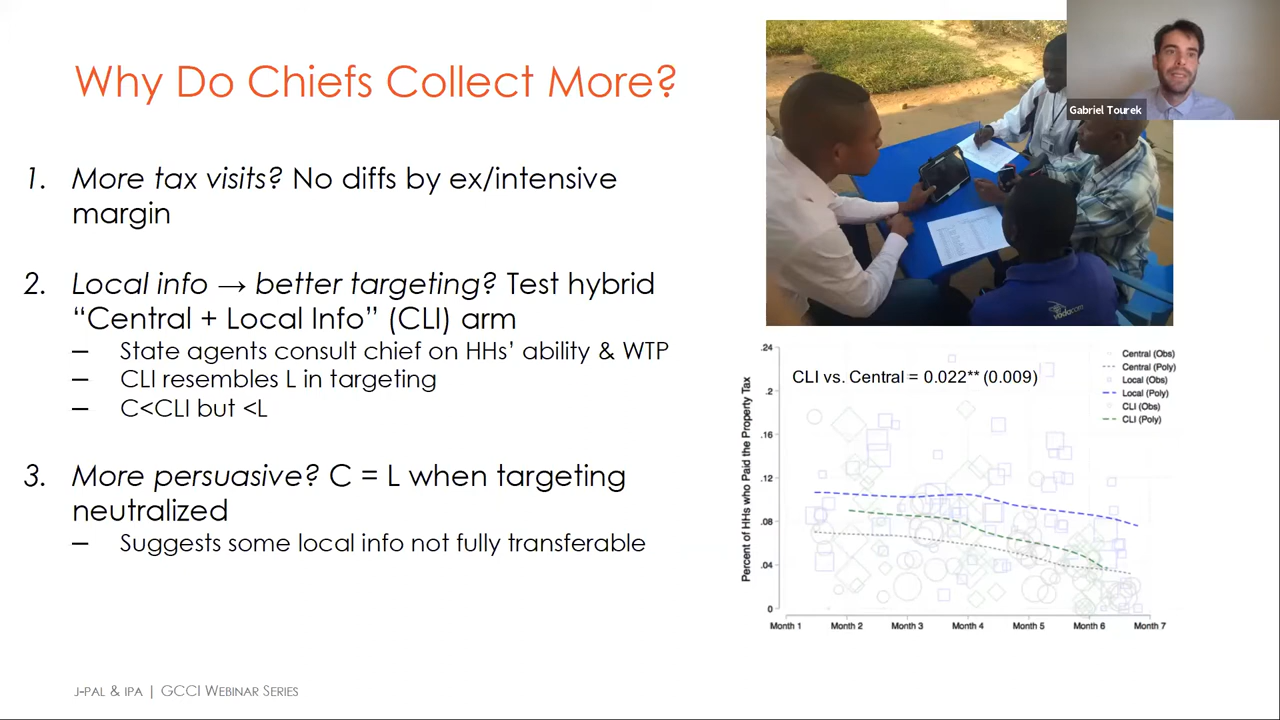 Why Do Chiefs Collect More?
1. More tax visits? No diffs by ex/intensive
margin
2. Local info → better targeting? Test hybrid
“Central + Local Info” (CLI) arm
– State agents consult chief on HHs’ ability & WTP
– CLI resembles L in targeting
– C<CLI but <L
3. More persuasive? C = L when targeting
neutralized
– Suggests some local info not fully transferable
J-PAL & IPA | GCCI WEBINAR SERIES
Gabriel Tourek
vodacom
CLI vs. Central = 0.022** (0.009)
Central (Obs)
Central (Poly)
Local (Obs)
Local (Poly)
CLI (Obs)
CLI (Poly)
Percent of HHs who Paid the Property Tax
.24
.2
.16
.12
.08
.04
0
Month 1 Month 2 Month 3 Month 4 Month 5 Month 6 Month 7